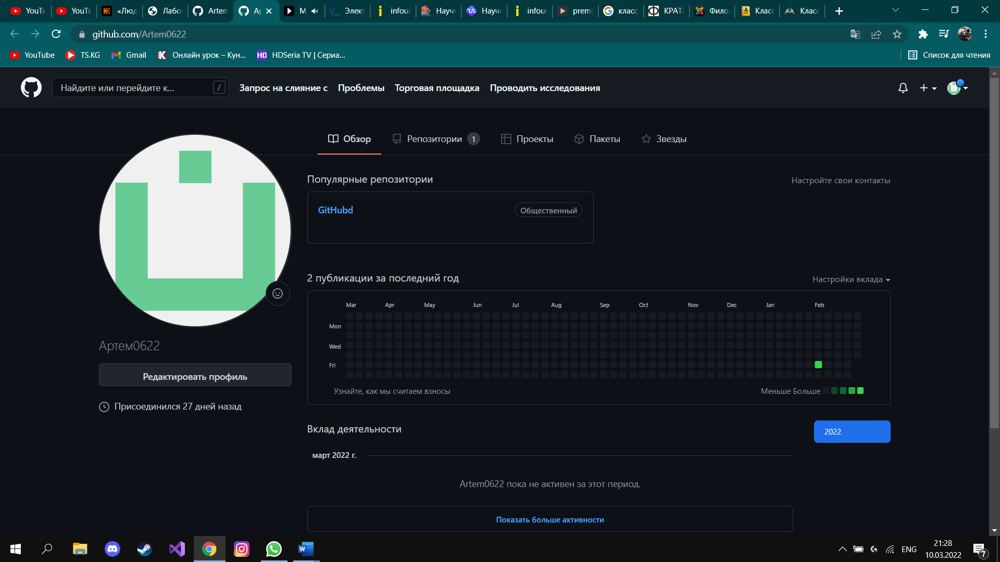 YouTu
YouTu
«Люд
Лабо
Artem
Ар
M
Элект
infour
Научн
Научн
infour
premi
класс
КРАТИ
Фило
Класс
Класс
github.com/Artem0622
YouTube
TS.KG
Gmail
Онлайн урок – Күн...
HD HDSeria TV | Сериа...
Список для чтения
Найдите или перейдите к... /
Запрос на слияние с
Проблемы
Торговая площадка
Проводить исследования
Обзор
Репозитории 1
Проекты
Пакеты
Звезды
Популярные репозитории
Настройте свои контакты
GitHubd
Общественный
2 публикации за последний год
Настройки вклада
Mar Apr May Jun Jul Aug Sep Oct Nov Dec Jan Feb
Mon
Wed
Fri
Узнайте, как мы считаем взносы
Меньше Больше
Артем0622
Редактировать профиль
Присоединился 27 дней назад
Вклад деятельности
2022
март 2022 г.
Artem0622 пока не активен за этот период.
Показать больше активности
ENG
21:28
10.03.2022
7